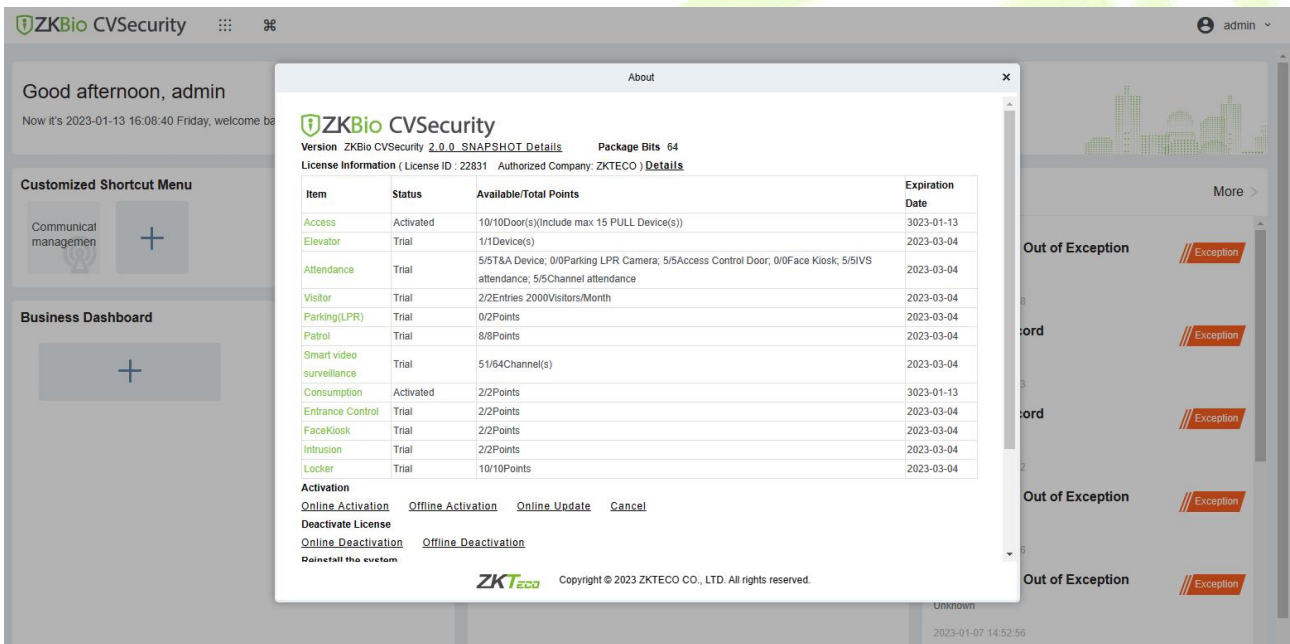 ZKBio CVSecurity
admin
Good afternoon, admin
Now it's 2023-01-13 16:08:40 Friday, welcome ba
Customized Shortcut Menu
Communicat
managemen
Business Dashboard
About
ZKBio CVSecurity
Version ZKBio CVSecurity 2.0.0 SNAPSHOT Details Package Bits 64
License Information ( License ID : 22831 Authorized Company: ZKTECO ) Details
Item Status Available/Total Points Expiration Date
Access Activated 10/10Door(s)(Include max 15 PULL Device(s)) 3023-01-13
Elevator Trial 1/1Device(s) 2023-03-04
Attendance Trial 5/5T&A Device; 0/0Parking LPR Camera; 5/5Access Control Door; 0/0Face Kiosk; 5/5IVS attendance; 5/5Channel attendance 2023-03-04
Visitor Trial 2/2Entries 2000Visitors/Month 2023-03-04
Parking(LPR) Trial 0/2Points 2023-03-04
Patrol Trial 8/8Points 2023-03-04
Smart video surveillance Trial 51/64Channel(s) 2023-03-04
Consumption Activated 2/2Points 3023-01-13
Entrance Control Trial 2/2Points 2023-03-04
FaceKiosk Trial 2/2Points 2023-03-04
Intrusion Trial 2/2Points 2023-03-04
Locker Trial 10/10Points 2023-03-04
Activation
Online Activation Offline Activation Online Update Cancel
Deactivate License
Online Deactivation Offline Deactivation
Reinstall the system
ZKTeco Copyright © 2023 ZKTECO CO., LTD. All rights reserved.
More
Out of Exception Exception
8
ord Exception
3
ord Exception
2
Out of Exception Exception
6
Out of Exception Exception
Unknown
2023-01-07 14:52:56